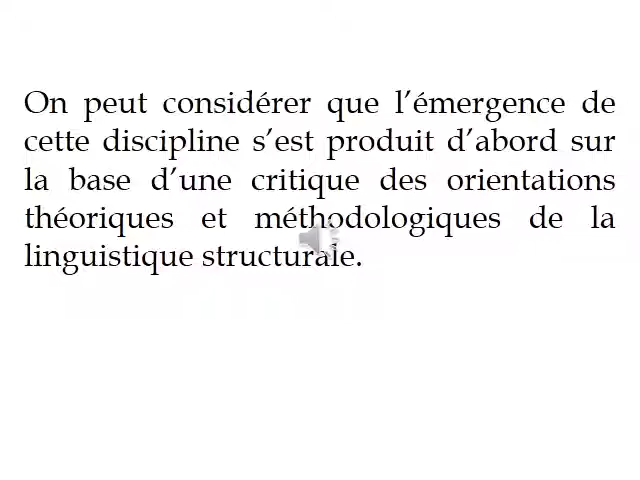 On peut considérer que l’émergence de
cette discipline s’est produit d’abord sur
la base d’une critique des orientations
théoriques et méthodologiques de la
linguistique structurale.